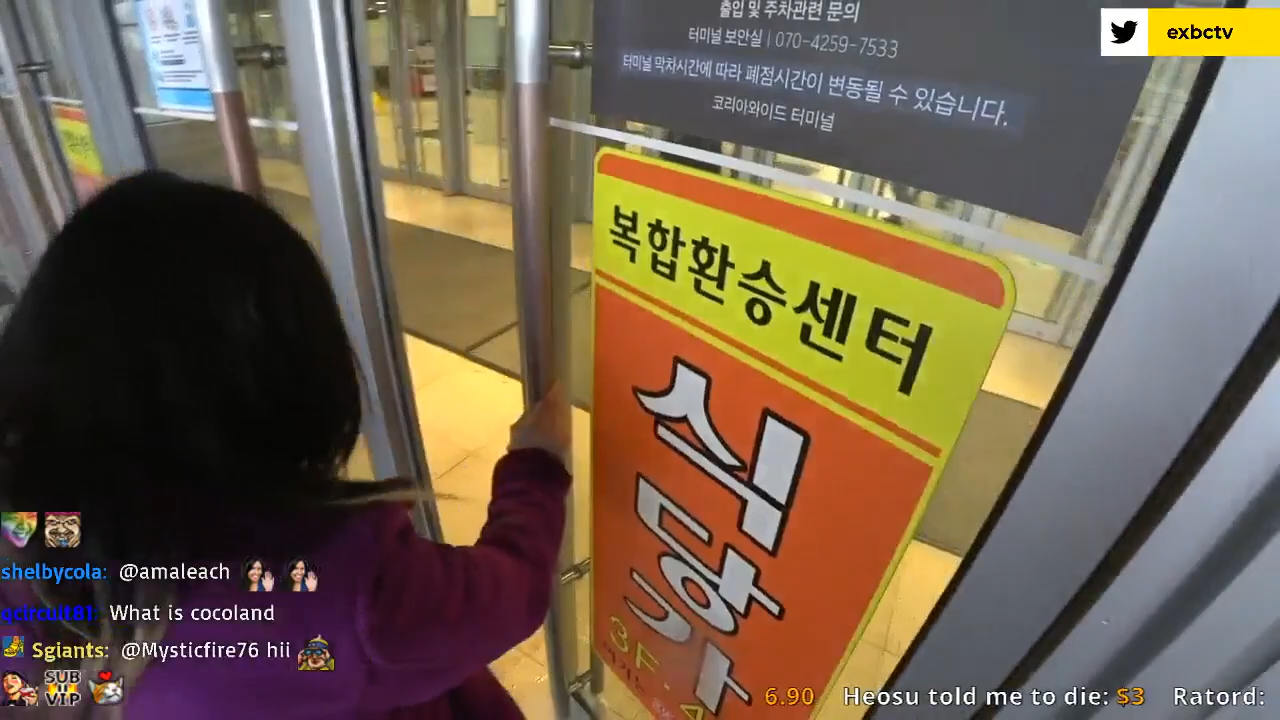 출입 및 주차관련 문의
터미널 보안실 | 070-4259-7533
터미널 막차시간에 따라 폐점시간이 변동될 수 있습니다.
코리아와이드 터미널
exbctv
복합환승센터
식당가
3F
shelbycola: @amaleach
qcircuit81: What is cocoland
Sgiants: @Mysticfire76 hii
SUB
VIP
6.90 Heosu told me to die: $3 Ratord: